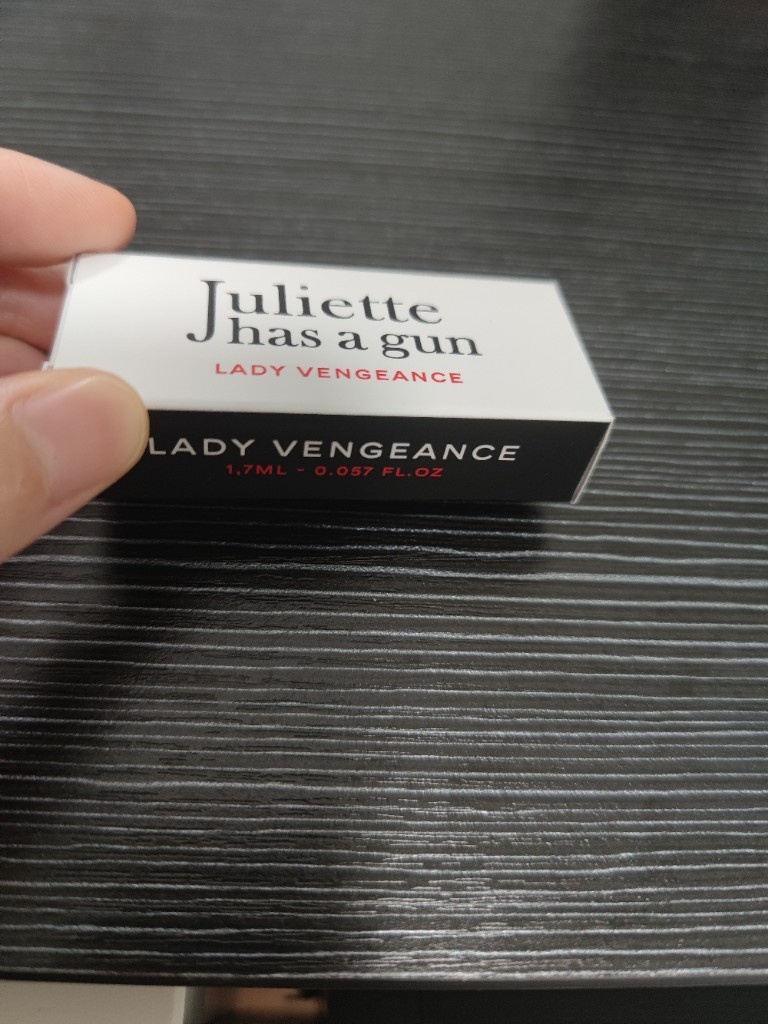 Juliette
has a gun
LADY VENGEANCE
LADY VENGEANCE
1,7ML - 0.057 FL.OZ